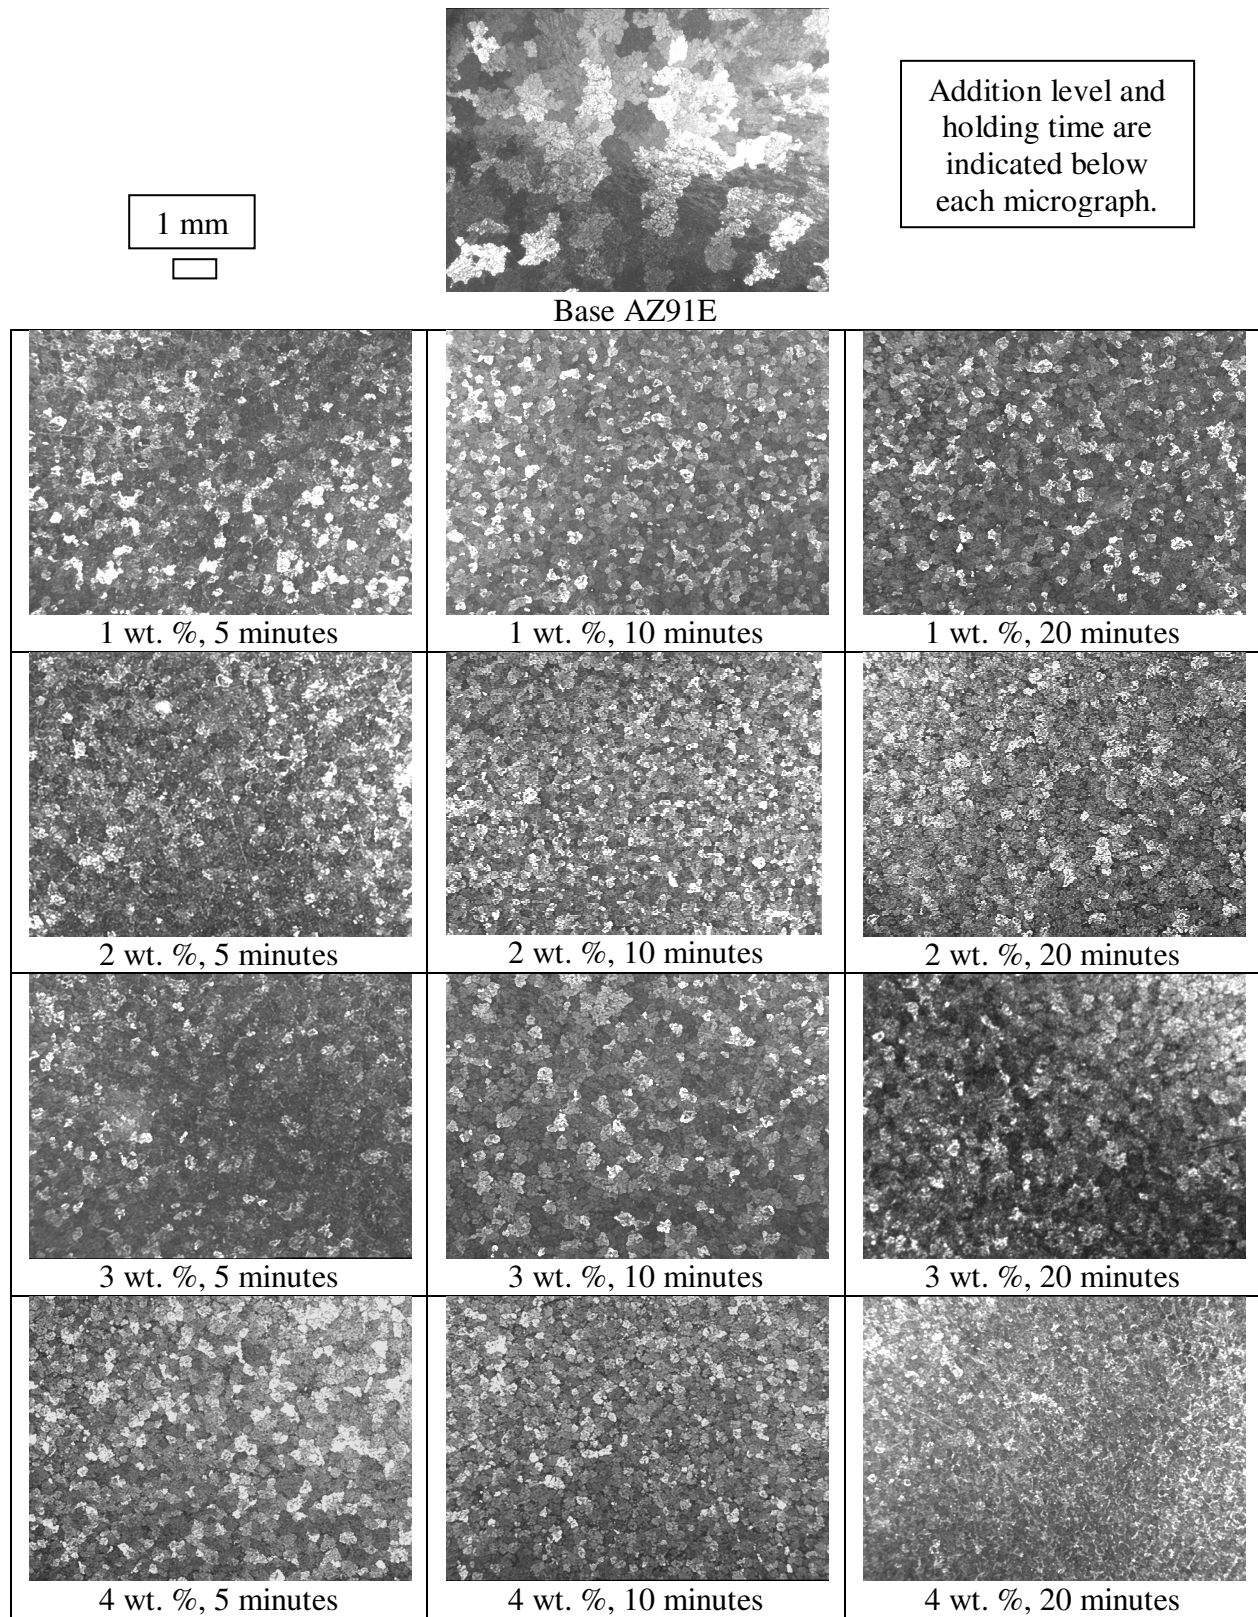 Addition level and
holding time are
indicated below
each micrograph.
1 mm
Base AZ91E
1 wt. %, 5 minutes
1 wt. %, 10 minutes
1 wt. %, 20 minutes
2 wt. %, 5 minutes
2 wt. %, 10 minutes
2 wt. %, 20 minutes
3 wt. %, 5 minutes
3 wt. %, 10 minutes
3 wt. %, 20 minutes
4 wt. %, 5 minutes
4 wt. %, 10 minutes
4 wt. %, 20 minutes